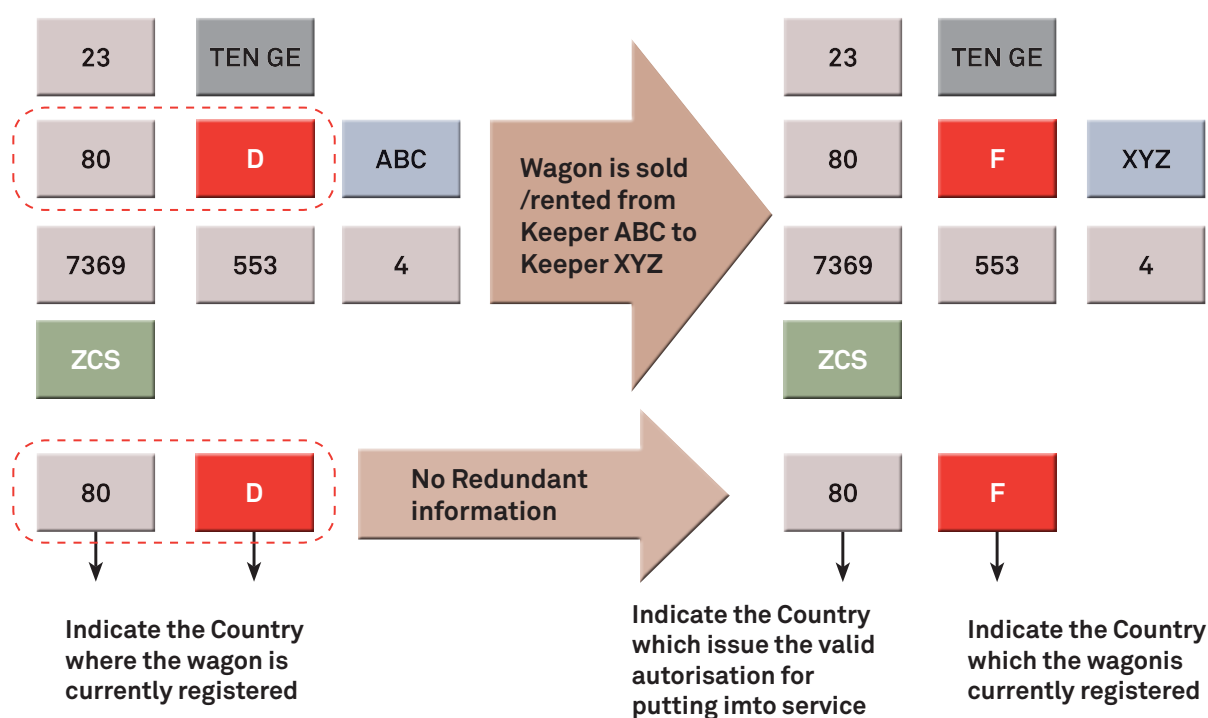 23 TEN GE
80 D ABC
7369 553 4
ZCS
Wagon is sold
/rented from
Keeper ABC to
Keeper XYZ
23 TEN GE
80 F XYZ
7369 553 4
ZCS
80 D
No Redundant
information
80 F
Indicate the Country
where the wagon is
currently registered
Indicate the Country
which issue the valid
autorisation for
putting imto service
Indicate the Country
which the wagonis
currently registered